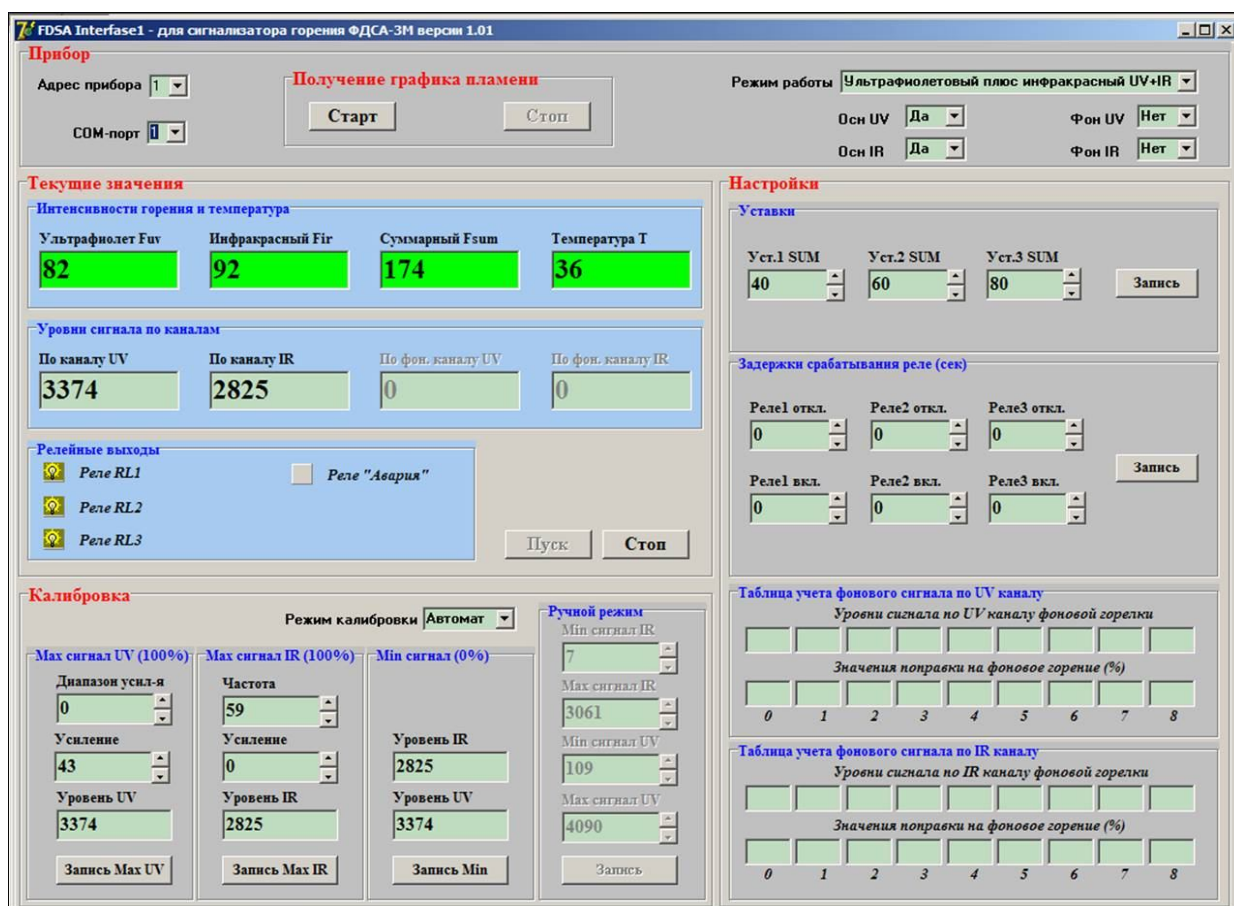 FDSA Interfase1 - для сигнализатора горения ФДСА-3М версии 1.01
Прибор
Адрес прибора 1
COM-порт 1
Получение графика пламени
Старт Стоп
Режим работы Ультрафиолетовый плюс инфракрасный UV+IR
Осн UV Да Фон UV Нет
Осн IR Да Фон IR Нет
Текущие значения
Интенсивности горения и температура
Ультрафиолет Fuv Инфракрасный Fir Суммарный Fsum Температура T
82 92 174 36
Уровни сигнала по каналам
По каналу UV По каналу IR По фон. каналу UV По фон. каналу IR
3374 2825 0 0
Релейные выходы
Реле RL1 Реле "Авария"
Реле RL2
Реле RL3
Пуск Стоп
Настройки
Уставки
Уст.1 SUM Уст.2 SUM Уст.3 SUM
40 60 80 Запись
Задержки срабатывания реле (сек)
Реле1 откл. Реле2 откл. Реле3 откл.
0 0 0
Запись
Реле1 вкл. Реле2 вкл. Реле3 вкл.
0 0 0
Калибровка
Режим калибровки Автомат
Max сигнал UV (100%)
Диапазон усил-я
0
Усиление
43
Уровень UV
3374
Запись Max UV
Max сигнал IR (100%)
Частота
59
Усиление
0
Уровень IR
2825
Запись Max IR
Min сигнал (0%)
Уровень IR
2825
Уровень UV
3374
Запись Min
Ручной режим
Min сигнал IR
7
Max сигнал IR
3061
Min сигнал UV
109
Max сигнал UV
4090
Запись
Таблица учета фонового сигнала по UV каналу
Уровни сигнала по UV каналу фоновой горелки
Значения поправки на фоновое горение (%)
0 1 2 3 4 5 6 7 8
Таблица учета фонового сигнала по IR каналу
Уровни сигнала по IR каналу фоновой горелки
Значения поправки на фоновое горение (%)
0 1 2 3 4 5 6 7 8